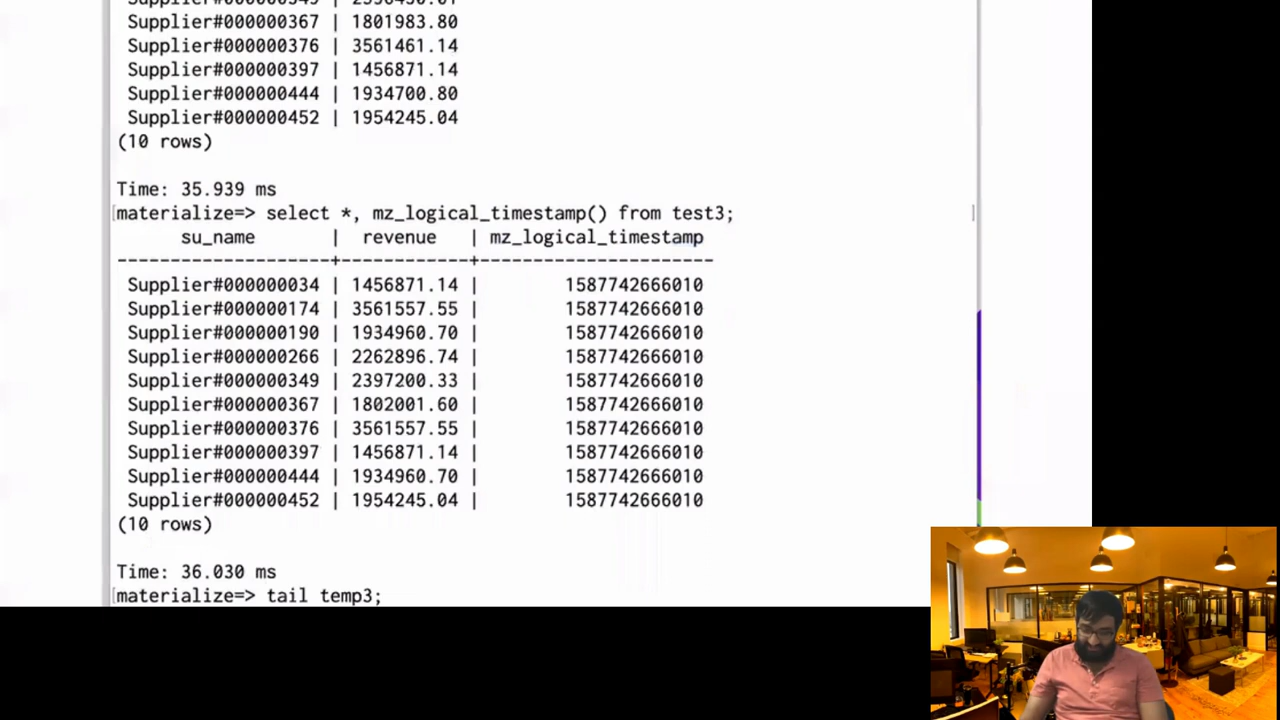 Supplier#000000367 | 1801983.80
Supplier#000000376 | 3561461.14
Supplier#000000397 | 1456871.14
Supplier#000000444 | 1934700.80
Supplier#000000452 | 1954245.04
(10 rows)
Time: 35.939 ms
materialize=> select *, mz_logical_timestamp() from test3;
su_name | revenue | mz_logical_timestamp
--------------------+------------+----------------------
Supplier#000000034 | 1456871.14 | 1587742666010
Supplier#000000174 | 3561557.55 | 1587742666010
Supplier#000000190 | 1934960.70 | 1587742666010
Supplier#000000266 | 2262896.74 | 1587742666010
Supplier#000000349 | 2397200.33 | 1587742666010
Supplier#000000367 | 1802001.60 | 1587742666010
Supplier#000000376 | 3561557.55 | 1587742666010
Supplier#000000397 | 1456871.14 | 1587742666010
Supplier#000000444 | 1934960.70 | 1587742666010
Supplier#000000452 | 1954245.04 | 1587742666010
(10 rows)
Time: 36.030 ms
materialize=> tail temp3;